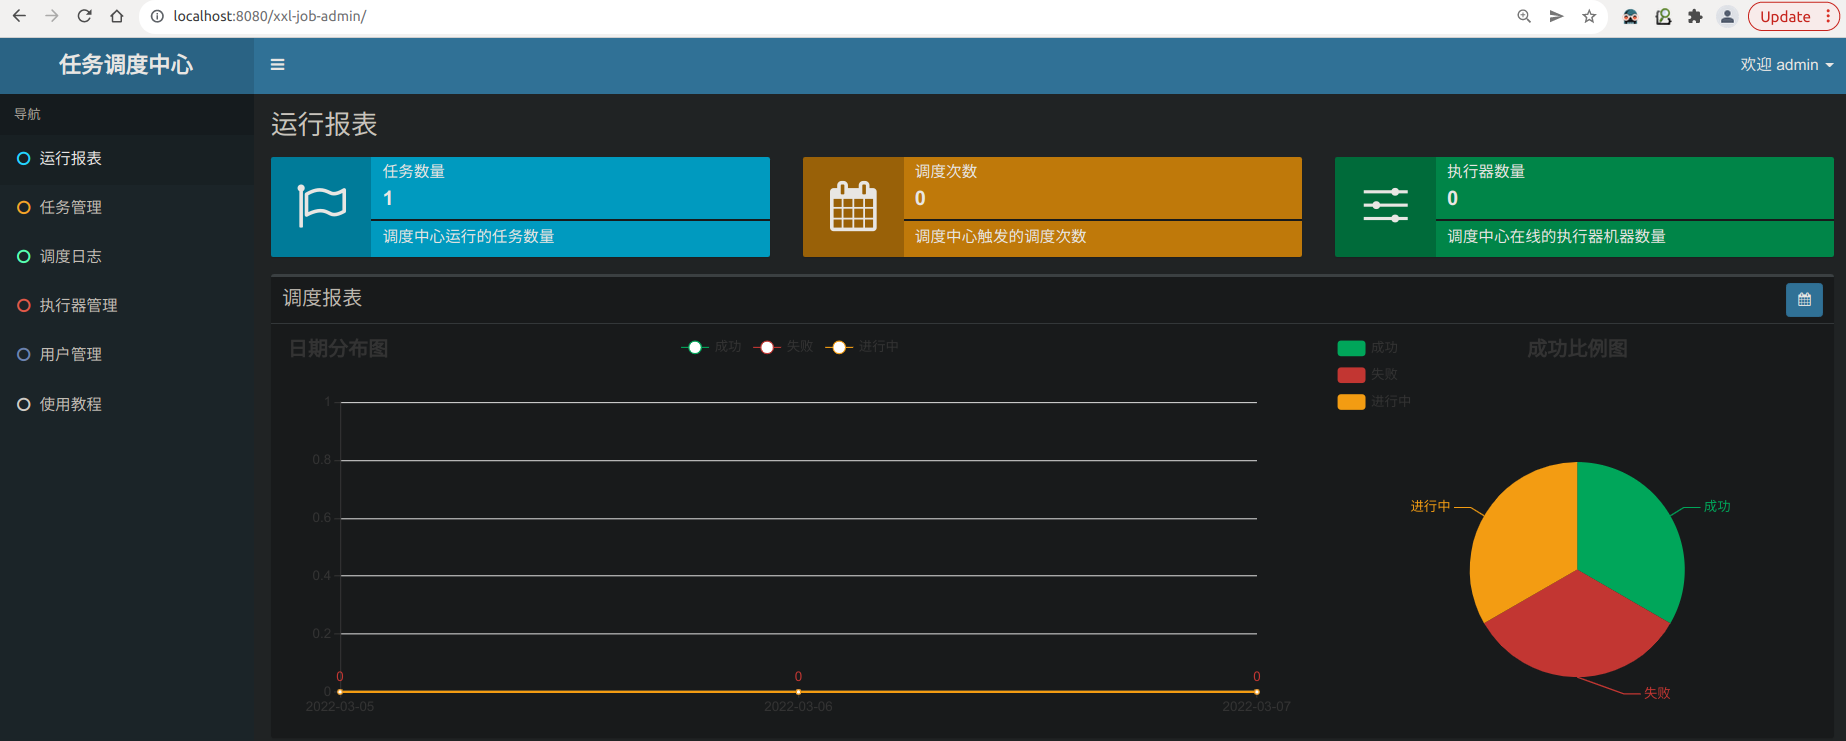 localhost:8080/xxl-job-admin/
Update
任务调度中心
欢迎 admin
导航
运行报表
任务管理
调度日志
执行器管理
用户管理
使用教程
运行报表
任务数量
1
调度中心运行的任务数量
调度次数
0
调度中心触发的调度次数
执行器数量
0
调度中心在线的执行器机器数量
调度报表
日期分布图
成功 失败 进行中
1
0.8
0.6
0.4
0.2
0
0 0 0
2022-03-05 2022-03-06 2022-03-07
成功比例图
成功
失败
进行中
进行中
成功
失败